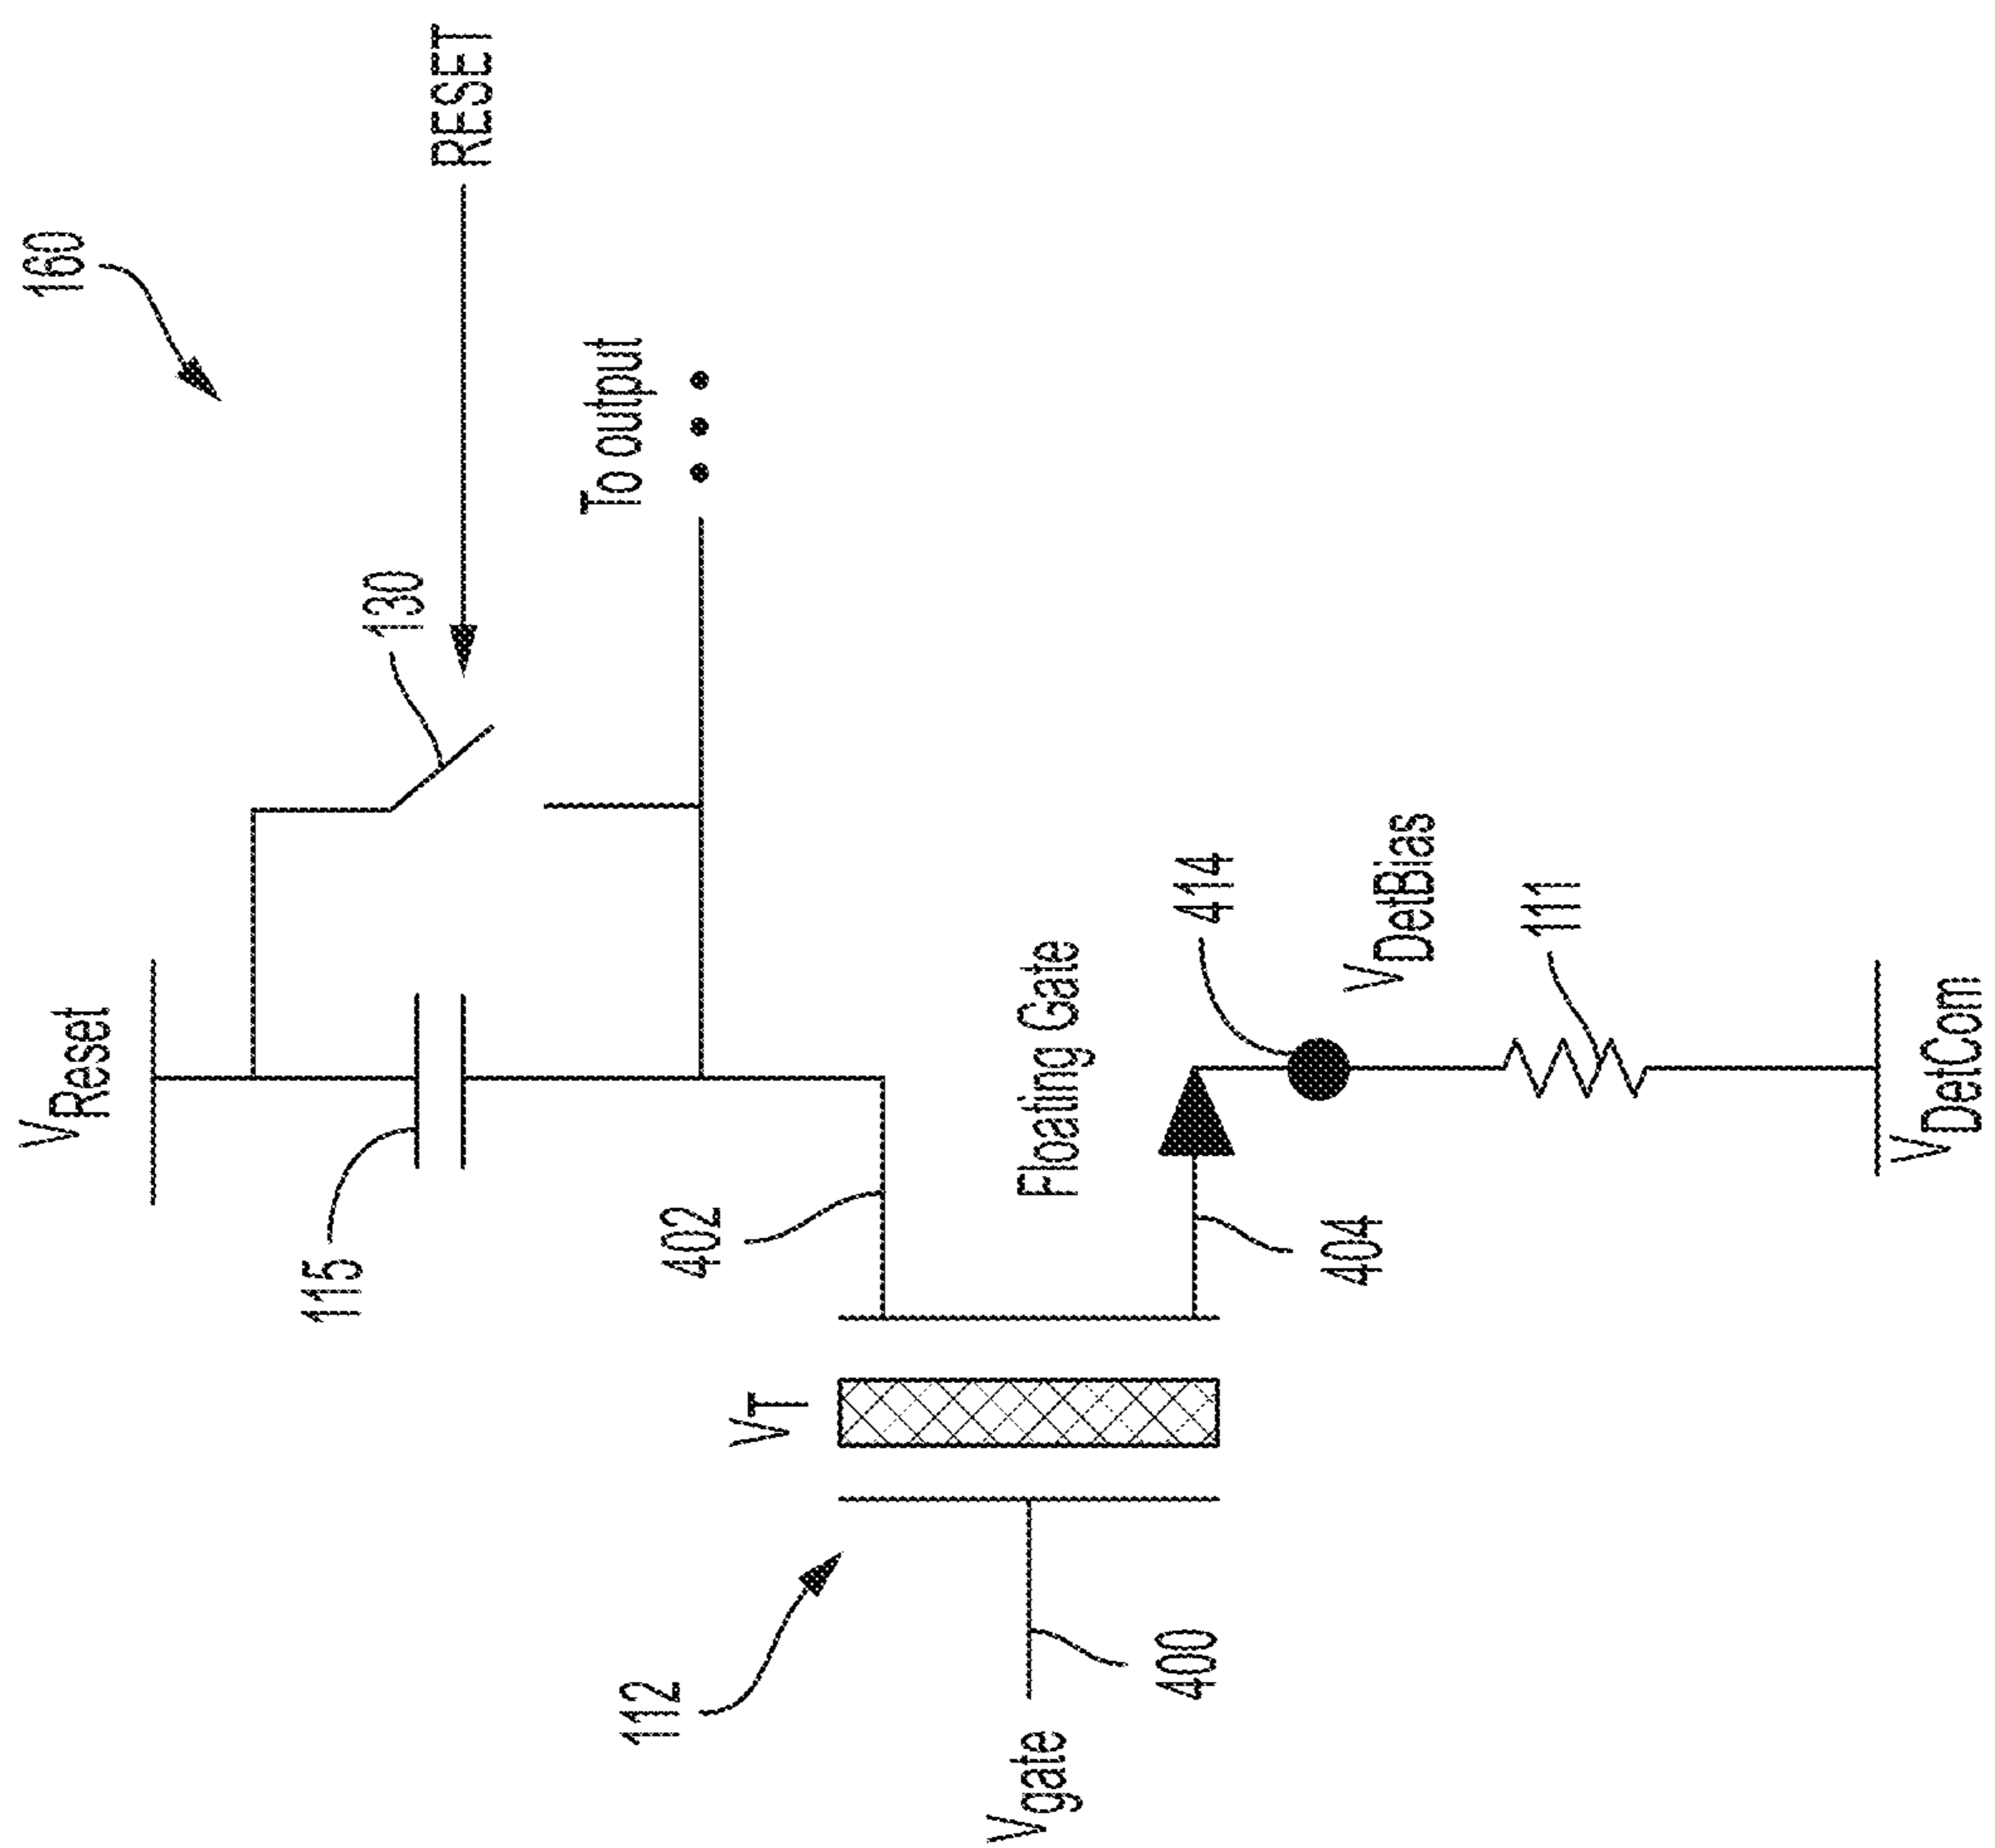 160
RESET
To output
130
VReset
115
402
Floating Gate
414
VDetBias
111
VDetCom
404
VT
112
400
Vgate